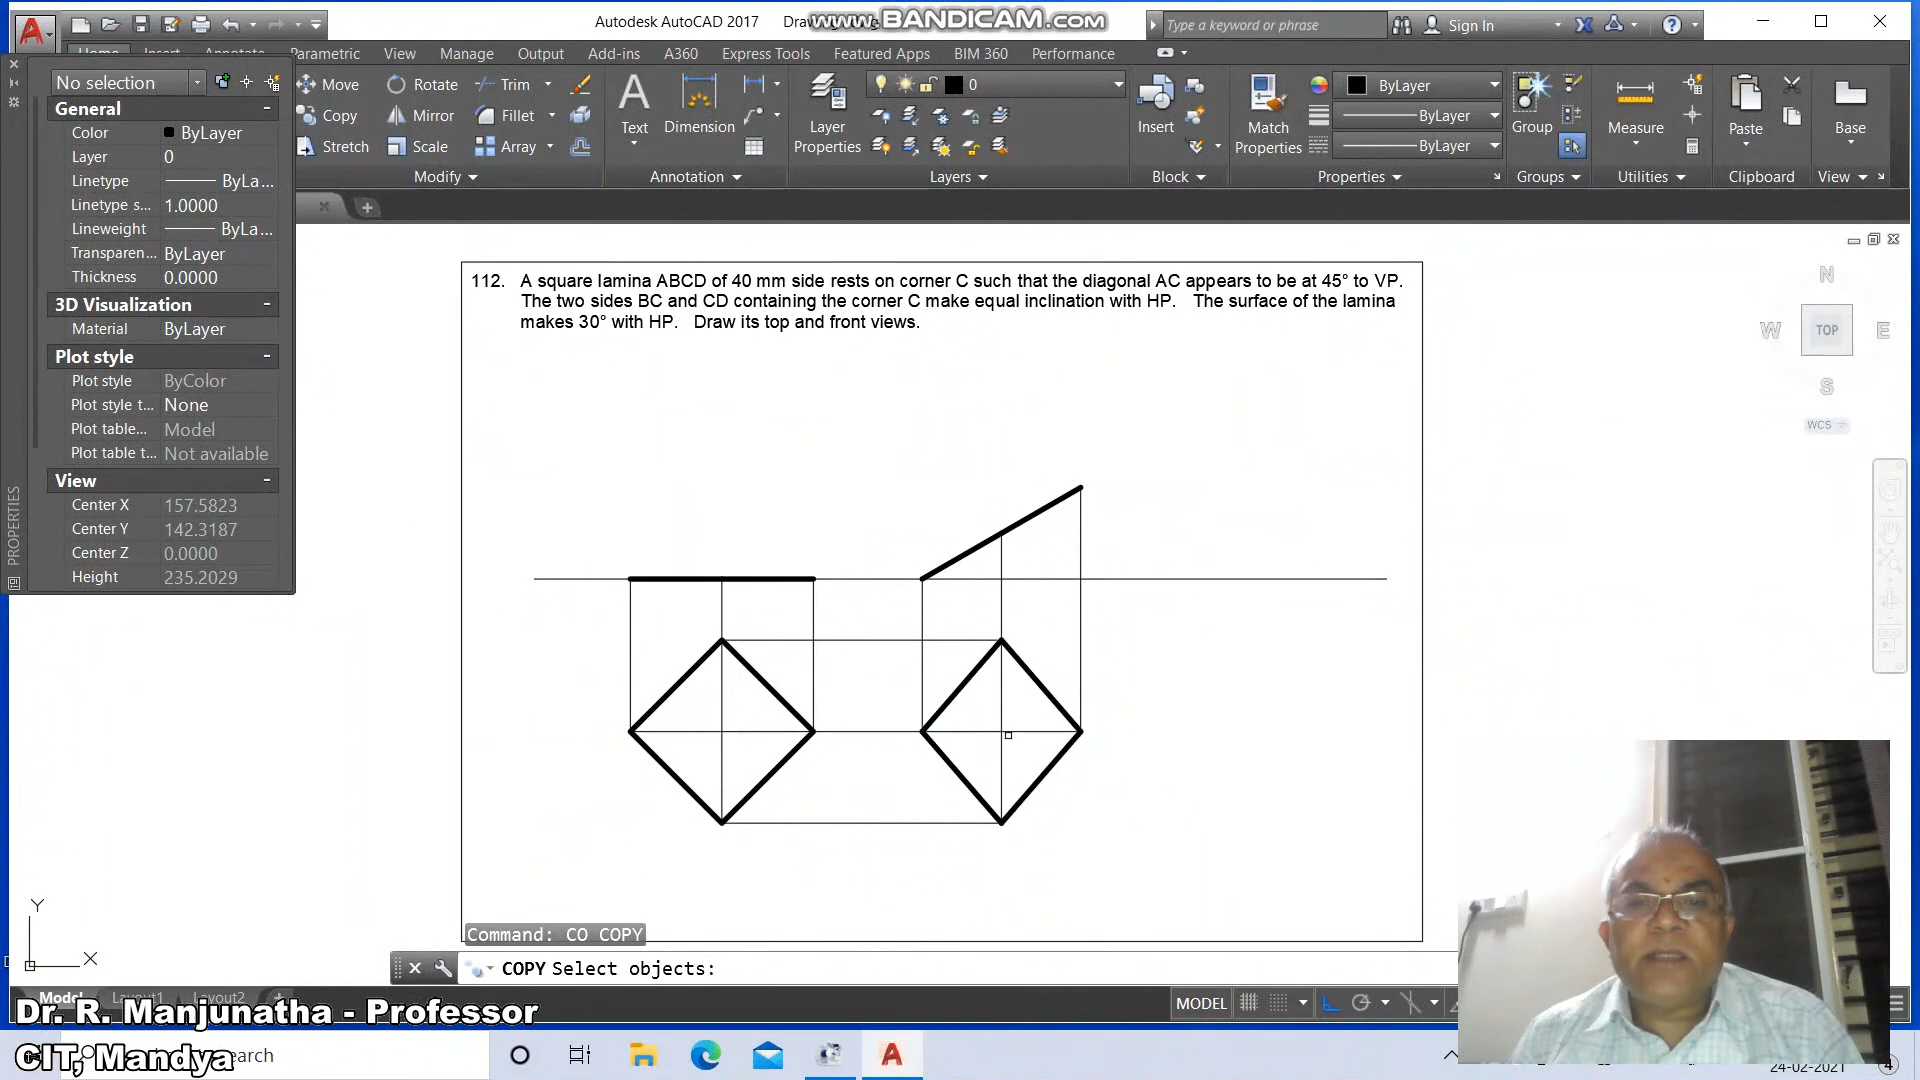 Autodesk AutoCAD 2017
www.BANDICAM.com
Type a keyword or phrase
Sign In
Parametric
View
Manage
Output
Add-ins
A360
Express Tools
Featured Apps
BIM 360
Performance
No selection
General
Color ByLayer
Layer 0
Linetype ByLa...
Linetype s... 1.0000
Lineweight ByLa...
Transparen... ByLayer
Thickness 0.0000
3D Visualization
Material ByLayer
Plot style
Plot style ByColor
Plot style t... None
Plot table... Model
Plot table t... Not available
View
Center X 157.5823
Center Y 142.3187
Center Z 0.0000
Height 235.2029
PROPERTIES
Move Rotate Trim
Copy Mirror Fillet
Stretch Scale Array
Modify
Text
Dimension
Annotation
Layer
Properties
0
Layers
Insert
Block
Match
Properties
ByLayer
ByLayer
ByLayer
Properties
Group
Groups
Measure
Utilities
Paste
Clipboard
Base
View
112. A square lamina ABCD of 40 mm side rests on corner C such that the diagonal AC appears to be at 45° to VP.
The two sides BC and CD containing the corner C make equal inclination with HP. The surface of the lamina
makes 30° with HP. Draw its top and front views.
N
W TOP E
S
WCS
Y
X
Command: CO COPY
COPY Select objects:
Model Layout1 Layout2
MODEL
Dr. R. Manjunatha - Professor
CIT, Mandya
search
24-02-2021
4